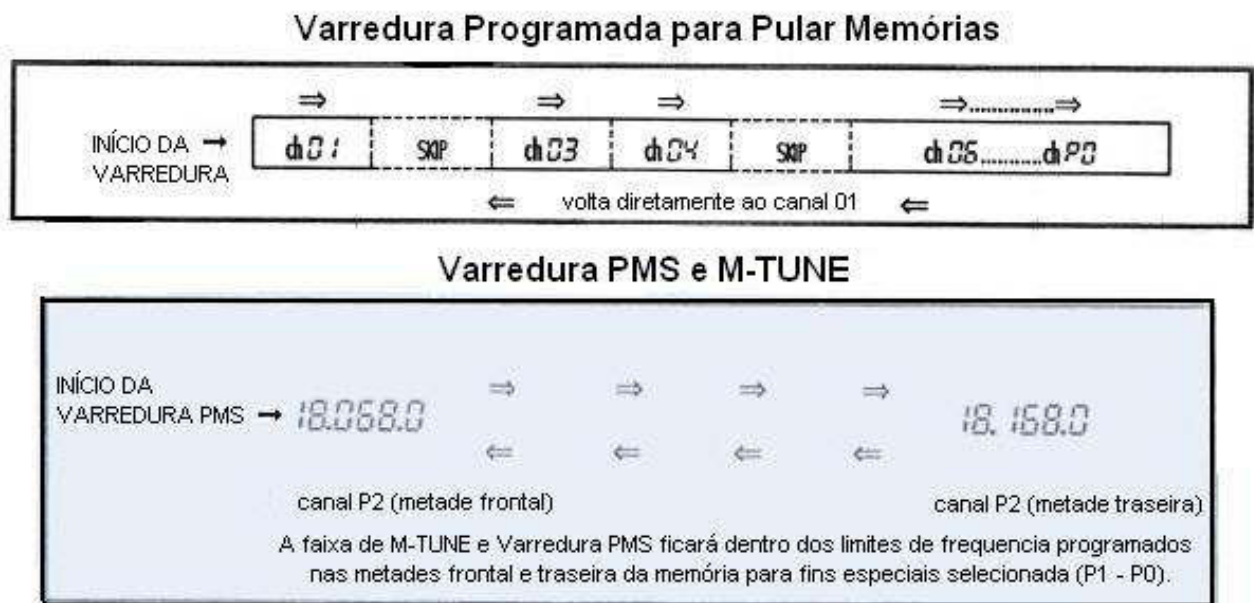 Varredura Programada para Pular Memórias
⇒ ⇒ ⇒ ⇒...............⇒
INÍCIO DA →
VARREDURA
ch01 SKIP ch03 ch04 SKIP ch06...........chP0
⇐ volta diretamente ao canal 01 ⇐
Varredura PMS e M-TUNE
INÍCIO DA
VARREDURA PMS → 18.068.0 ⇒ ⇒ ⇒ ⇒ 18.168.0
⇐ ⇐ ⇐ ⇐
canal P2 (metade frontal) canal P2 (metade traseira)
A faixa de M-TUNE e Varredura PMS ficará dentro dos limites de frequencia programados
nas metades frontal e traseira da memória para fins especiais selecionada (P1 - P0).